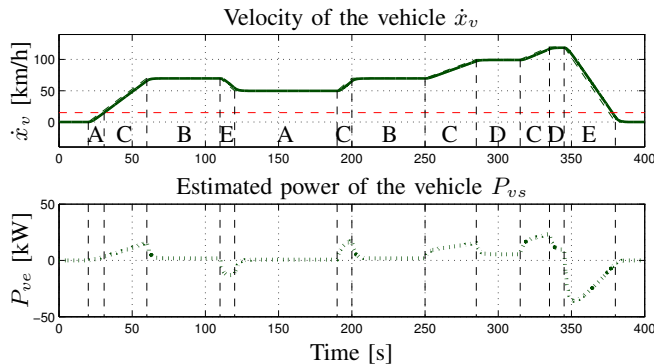 Velocity of the vehicle ẋ_v
ẋ_v [km/h]
100
50
0
A C B E A C B C D C D E
0 50 100 150 200 250 300 350 400
Estimated power of the vehicle P_vs
P_ve [kW]
50
0
−50
0 50 100 150 200 250 300 350 400
Time [s]